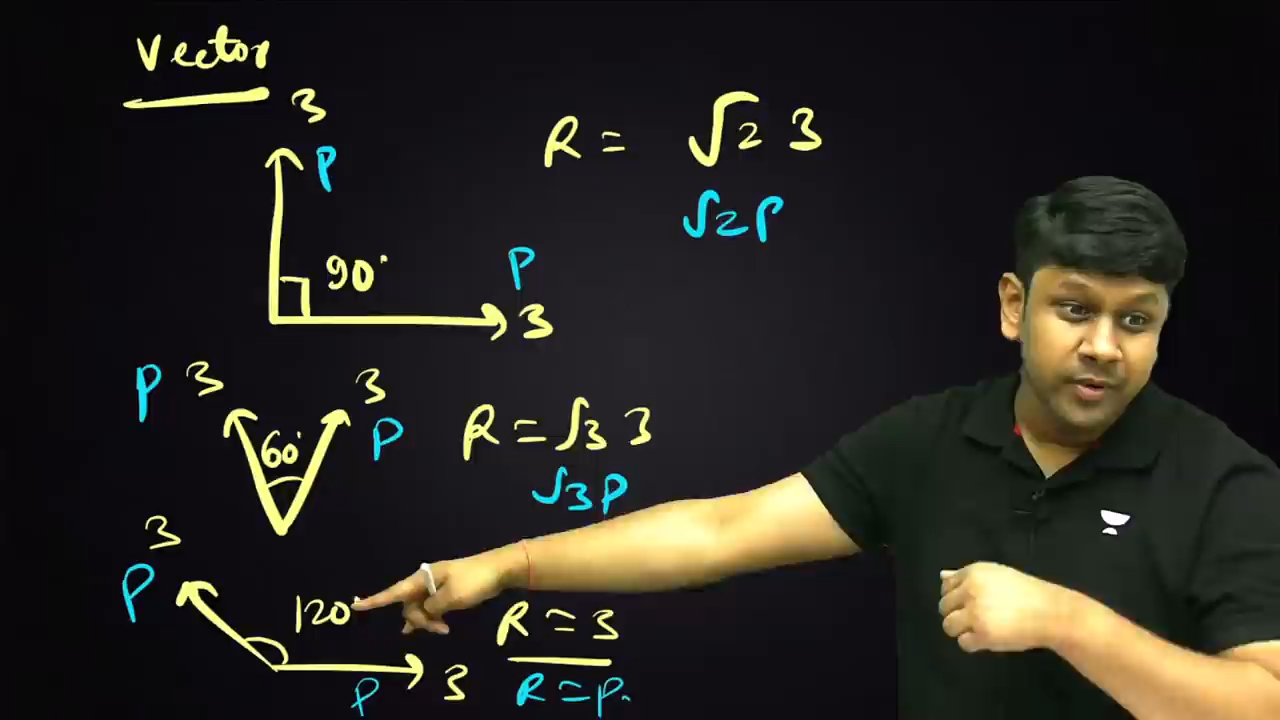 Vector
3
P
R = √2 3
√2P
90°
P
3
P 3
3
P
60°
R = √3 3
√3P
3
P
120°
R = 3
P
3
R = P.